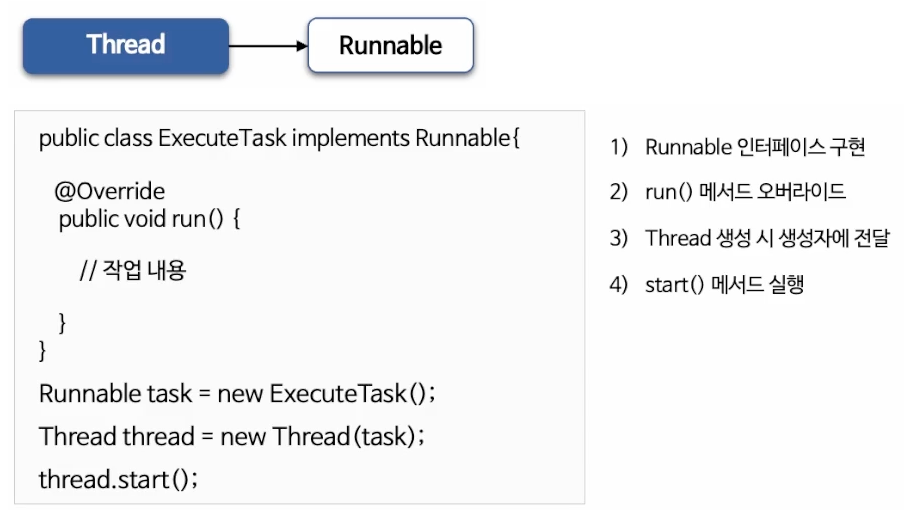 Thread
Runnable
public class ExecuteTask implements Runnable{
@Override
public void run() {
// 작업 내용
}
}
Runnable task = new ExecuteTask();
Thread thread = new Thread(task);
thread.start();
1) Runnable 인터페이스 구현
2) run() 메서드 오버라이드
3) Thread 생성 시 생성자에 전달
4) start() 메서드 실행